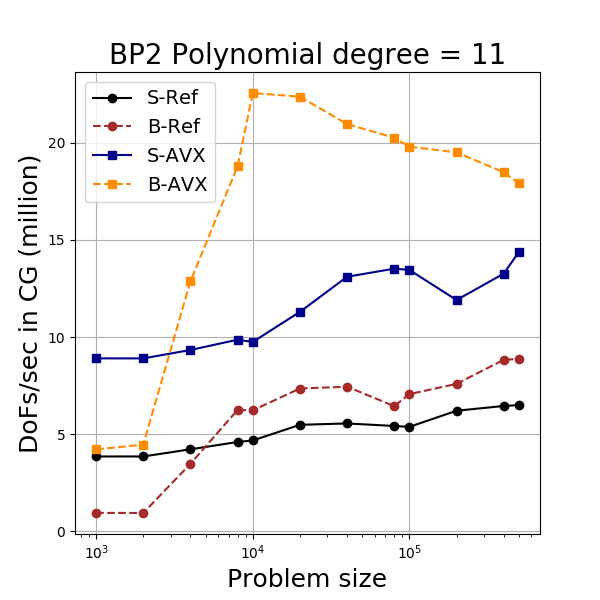 BP2 Polynomial degree = 11
S-Ref
B-Ref
S-AVX
B-AVX
DoFs/sec in CG (million)
20
15
10
5
0
10³
10⁴
10⁵
Problem size